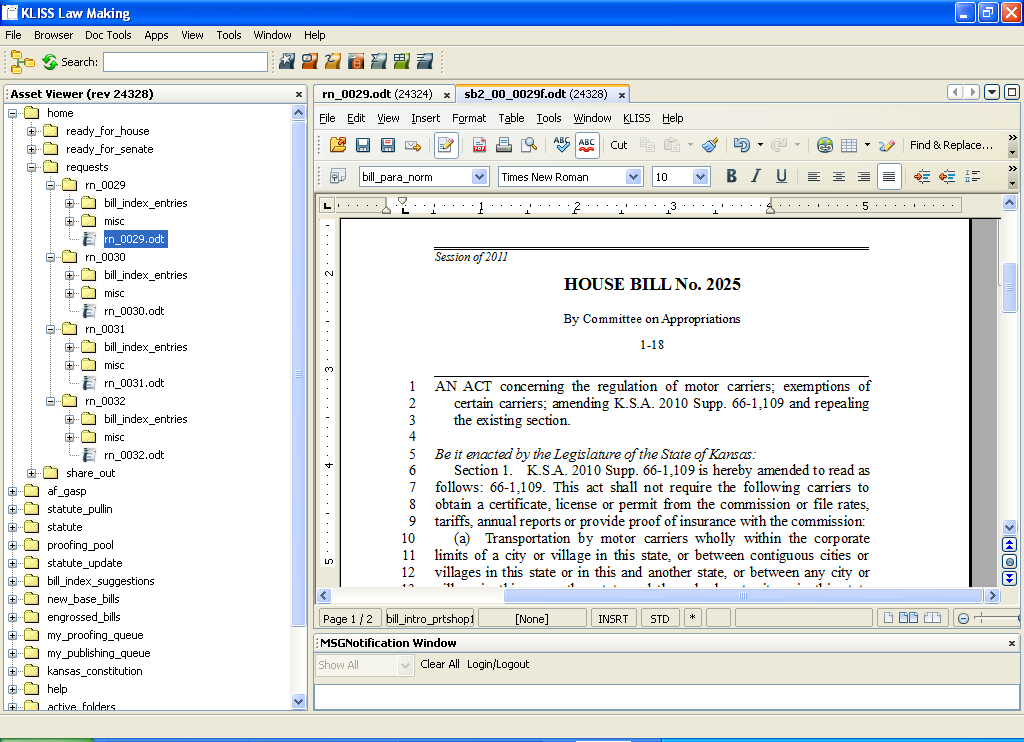 KLISS Law Making
File Browser Doc Tools Apps View Tools Window Help
Search:
Asset Viewer (rev 24328)
home
ready_for_house
ready_for_senate
requests
rn_0029
bill_index_entries
misc
rn_0029.odt
rn_0030
bill_index_entries
misc
rn_0030.odt
rn_0031
bill_index_entries
misc
rn_0031.odt
rn_0032
bill_index_entries
misc
rn_0032.odt
share_out
af_gasp
statute_pullin
statute
proofing_pool
statute_update
bill_index_suggestions
new_base_bills
engrossed_bills
my_proofing_queue
my_publishing_queue
kansas_constitution
help
active_folders
rn_0029.odt (24324) sb2_00_0029f.odt (24328)
File Edit View Insert Format Table Tools Window KLISS Help
ABC ABC Cut Find & Replace...
bill_para_norm Times New Roman 10 B I U
1 2 3 4 5
2
3
4
5
Session of 2011
HOUSE BILL No. 2025
By Committee on Appropriations
1-18
1 AN ACT concerning the regulation of motor carriers; exemptions of
2 certain carriers; amending K.S.A. 2010 Supp. 66-1,109 and repealing
3 the existing section.
4
5 Be it enacted by the Legislature of the State of Kansas:
6 Section 1. K.S.A. 2010 Supp. 66-1,109 is hereby amended to read as
7 follows: 66-1,109. This act shall not require the following carriers to
8 obtain a certificate, license or permit from the commission or file rates,
9 tariffs, annual reports or provide proof of insurance with the commission:
10 (a) Transportation by motor carriers wholly within the corporate
11 limits of a city or village in this state, or between contiguous cities or
12 villages in this state or in this and another state, or between any city or
Page 1 / 2 bill_intro_prtshop1 [None] INSRT STD *
MSGNotification Window
Show All Clear All Login/Logout